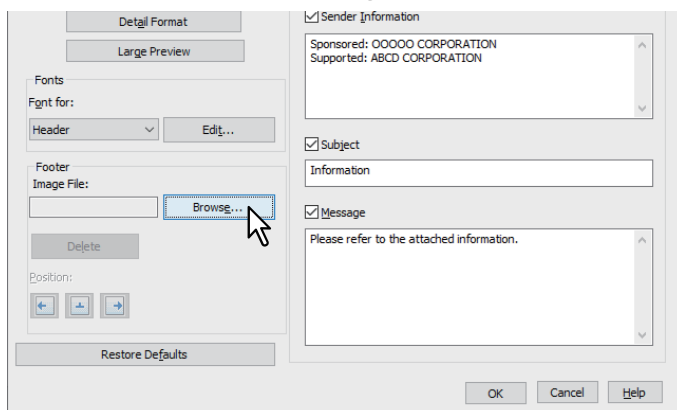 Detail Format
Large Preview
Fonts
Font for:
Header
Edit...
Footer
Image File:
Browse...
Delete
Position:
Restore Defaults
Sender Information
Sponsored: OOOOO CORPORATION
Supported: ABCD CORPORATION
Subject
Information
Message
Please refer to the attached information.
OK Cancel Help